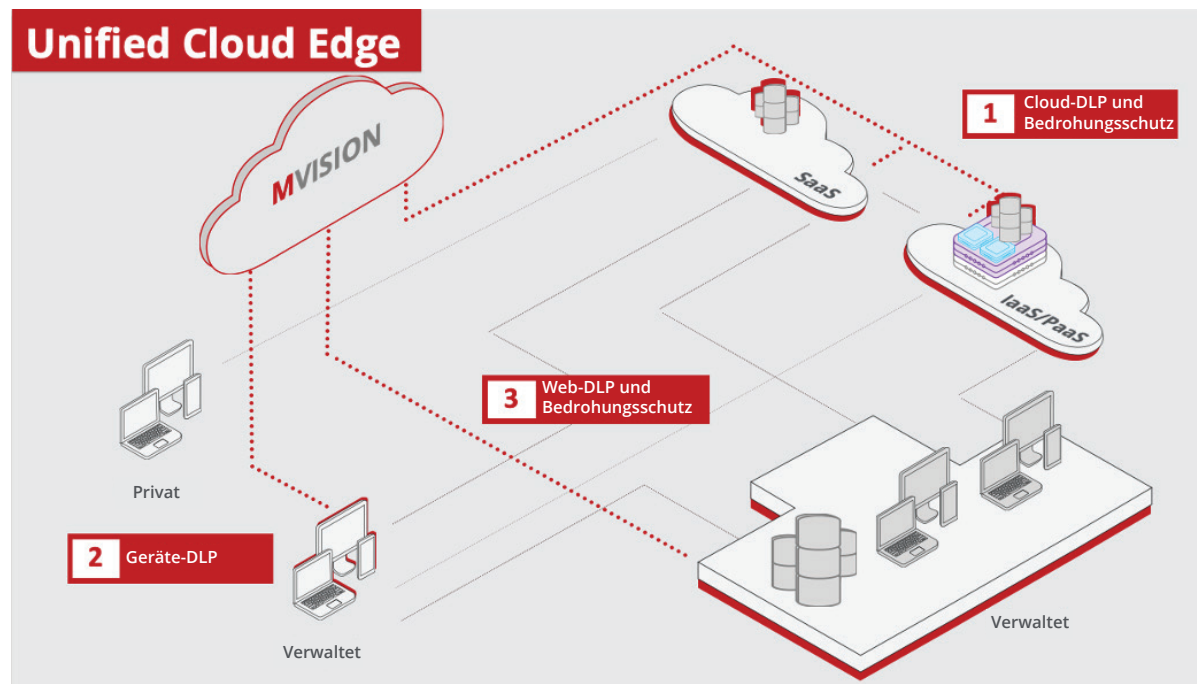 Unified Cloud Edge
MVISION
SaaS
1
Cloud-DLP und
Bedrohungsschutz
IaaS/PaaS
3
Web-DLP und
Bedrohungsschutz
Privat
2
Geräte-DLP
Verwaltet
Verwaltet